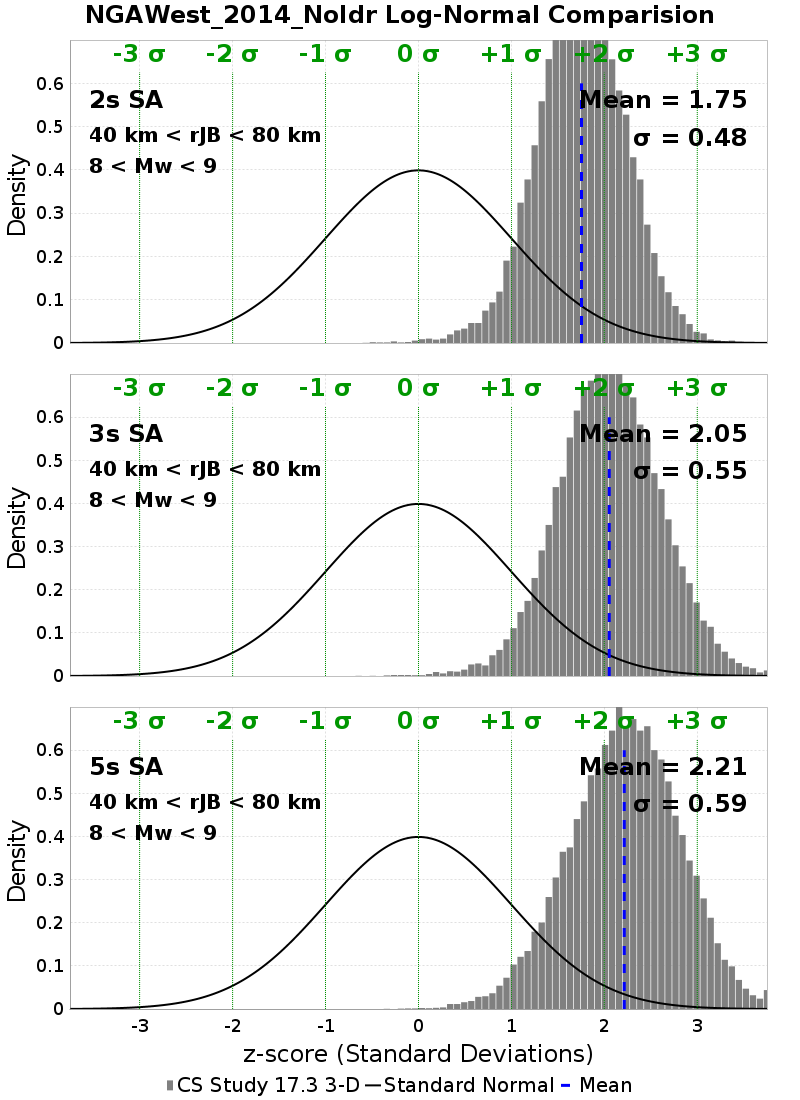 NGAWest_2014_NoIdr Log-Normal Comparision
-3 σ -2 σ -1 σ 0 σ +1 σ +2 σ +3 σ
2s SA
Mean = 1.75
40 km < rJB < 80 km
σ = 0.48
8 < Mw < 9
Density
0.6
0.5
0.4
0.3
0.2
0.1
0
-3 σ -2 σ -1 σ 0 σ +1 σ +2 σ +3 σ
3s SA
Mean = 2.05
40 km < rJB < 80 km
σ = 0.55
8 < Mw < 9
Density
0.6
0.5
0.4
0.3
0.2
0.1
0
-3 σ -2 σ -1 σ 0 σ +1 σ +2 σ +3 σ
5s SA
Mean = 2.21
40 km < rJB < 80 km
σ = 0.59
8 < Mw < 9
Density
0.6
0.5
0.4
0.3
0.2
0.1
0
-3 -2 -1 0 1 2 3
z-score (Standard Deviations)
CS Study 17.3 3-D Standard Normal Mean